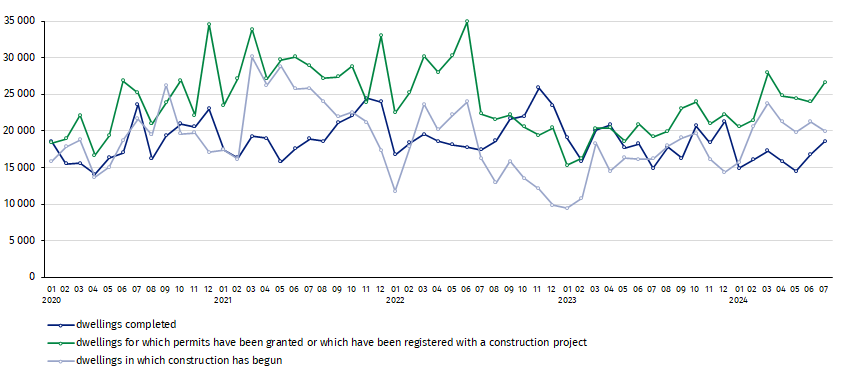 35 000
30 000
25 000
20 000
15 000
10 000
5 000
0
01 02 03 04 05 06 07 08 09 10 11 12 01 02 03 04 05 06 07 08 09 10 11 12 01 02 03 04 05 06 07 08 09 10 11 12 01 02 03 04 05 06 07 08 09 10 11 12 01 02 03 04 05 06 07
2020 2021 2022 2023 2024
dwellings completed
dwellings for which permits have been granted or which have been registered with a construction project
dwellings in which construction has begun